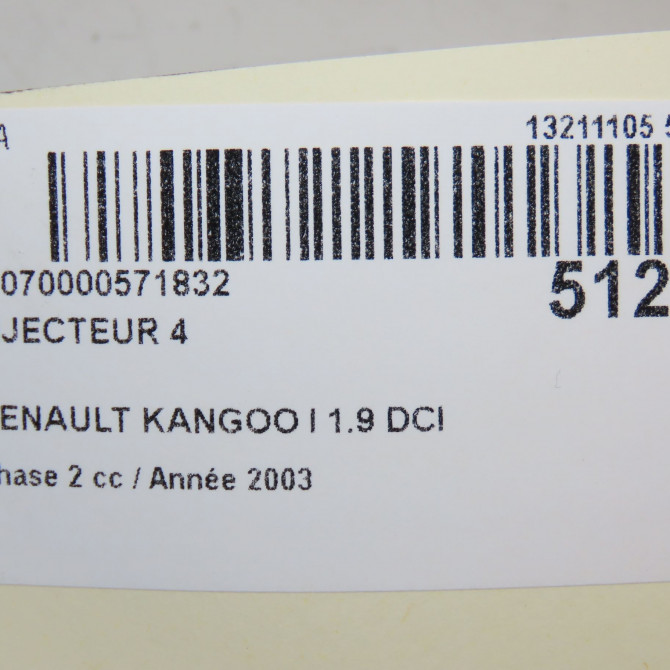 A 13211105 5
070000571832 512
JECTEUR 4
ENAULT KANGOO I 1.9 DCI
hase 2 cc / Année 2003